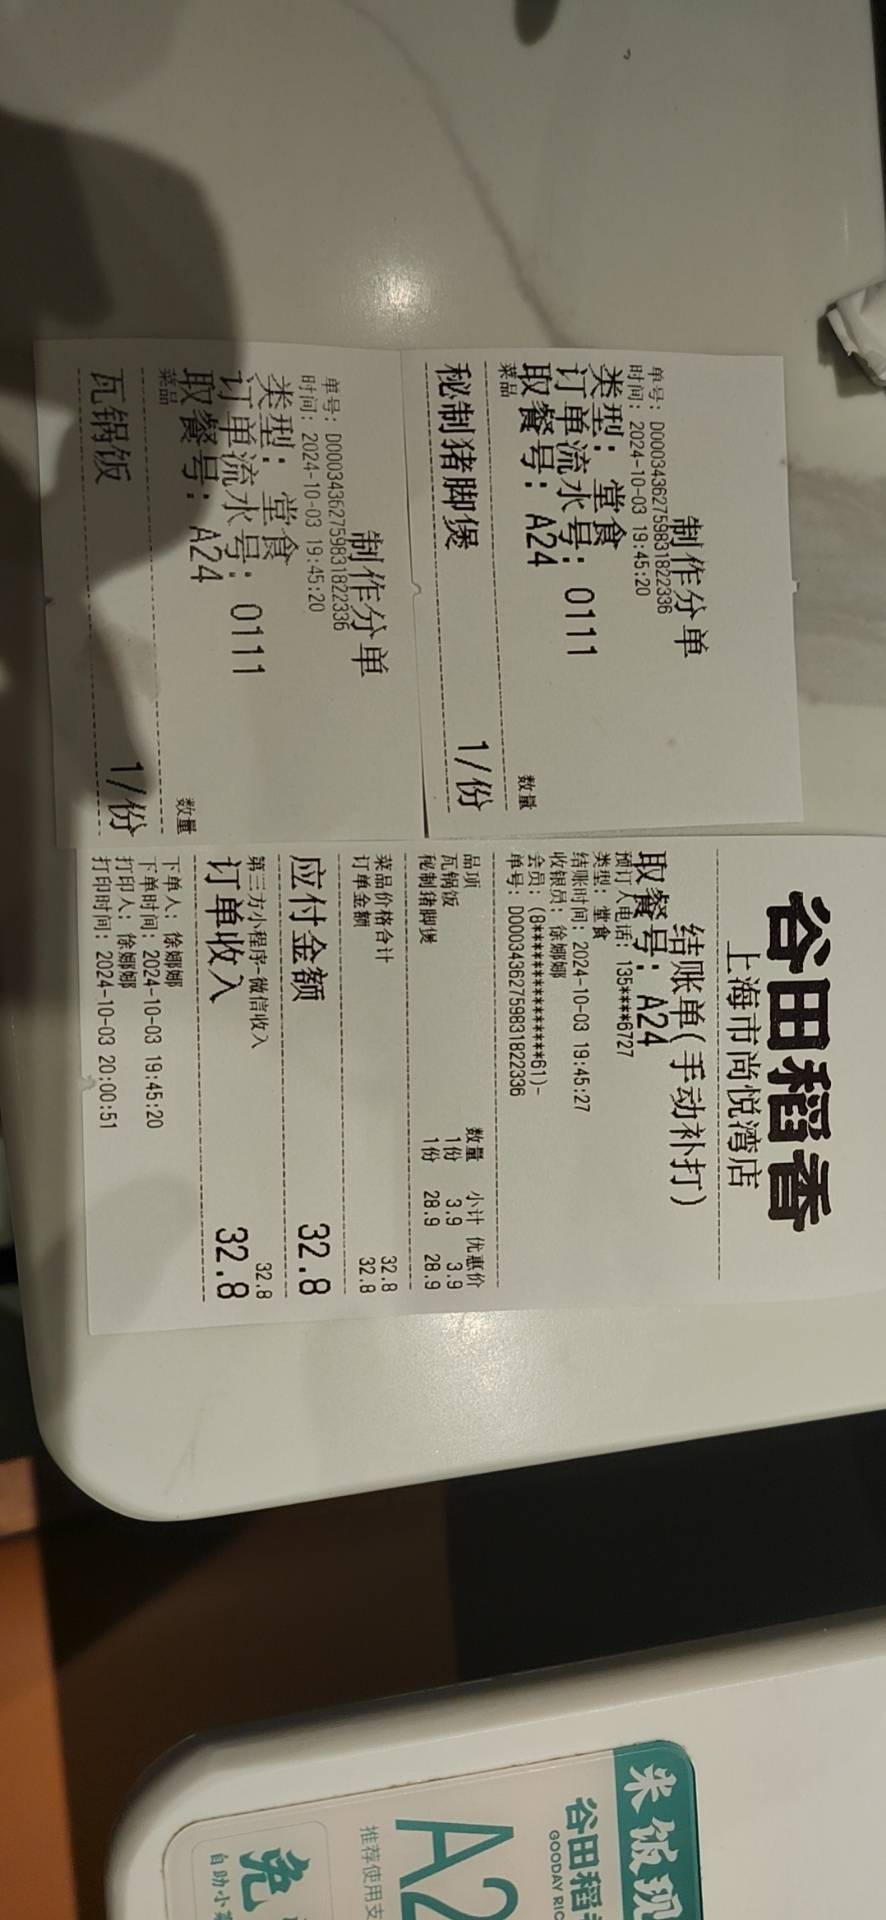 制作分单
单号: D00034362759831822336
时间: 2024-10-03 19:45:20
类型: 堂食
订单流水号: 0111
取餐号: A24
菜品 数量
秘制猪脚煲 1/份
制作分单
单号: D00034362759831822336
时间: 2024-10-03 19:45:20
类型: 堂食
订单流水号: 0111
取餐号: A24
菜品 数量
瓦锅饭 1/份
谷田稻香
上海市尚悦湾店
结账单(手动补打)
取餐号: A24
预订人电话: 135****6727
类型: 堂食
结账时间: 2024-10-03 19:45:27
收银员: 徐娜娜
会员: (8****************61)-
单号: D00034362759831822336
品项 数量 小计 优惠价
瓦锅饭 1份 3.9 3.9
秘制猪脚煲 1份 28.9 28.9
菜品价格合计 32.8
订单金额 32.8
应付金额 32.8
第三方小程序-微信收入 32.8
订单收入 32.8
下单人: 徐娜娜
下单时间: 2024-10-03 19:45:20
打印人: 徐娜娜
打印时间: 2024-10-03 20:00:51
米饭现
谷田稻
GOODAY RIC
A2
推荐使用支
免
自助小